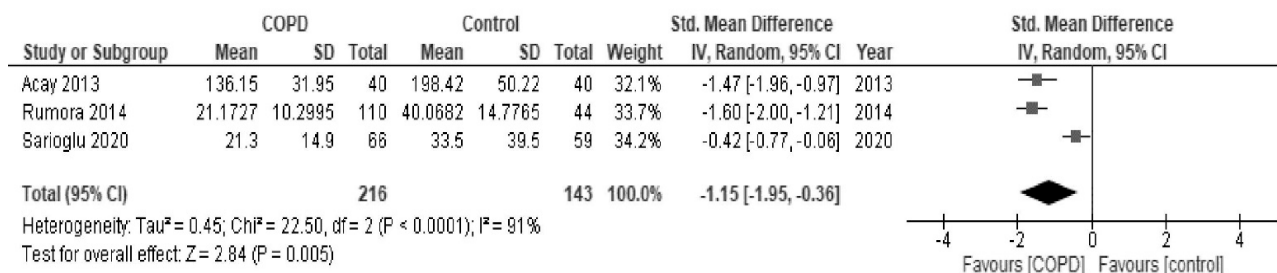 COPD Control Std. Mean Difference Std. Mean Difference
Study or Subgroup Mean SD Total Mean SD Total Weight IV, Random, 95% CI Year IV, Random, 95% CI
Acay 2013 136.15 31.95 40 198.42 50.22 40 32.1% -1.47 [-1.96, -0.97] 2013
Rumora 2014 21.1727 10.2995 110 40.0682 14.7765 44 33.7% -1.60 [-2.00, -1.21] 2014
Sarioglu 2020 21.3 14.9 66 33.5 39.5 59 34.2% -0.42 [-0.77, -0.06] 2020
Total (95% CI) 216 143 100.0% -1.15 [-1.95, -0.36]
Heterogeneity: Tau² = 0.45; Chi² = 22.50, df = 2 (P < 0.0001); I² = 91%
Test for overall effect: Z = 2.84 (P = 0.005)
-4 -2 0 2 4
Favours [COPD] Favours [control]